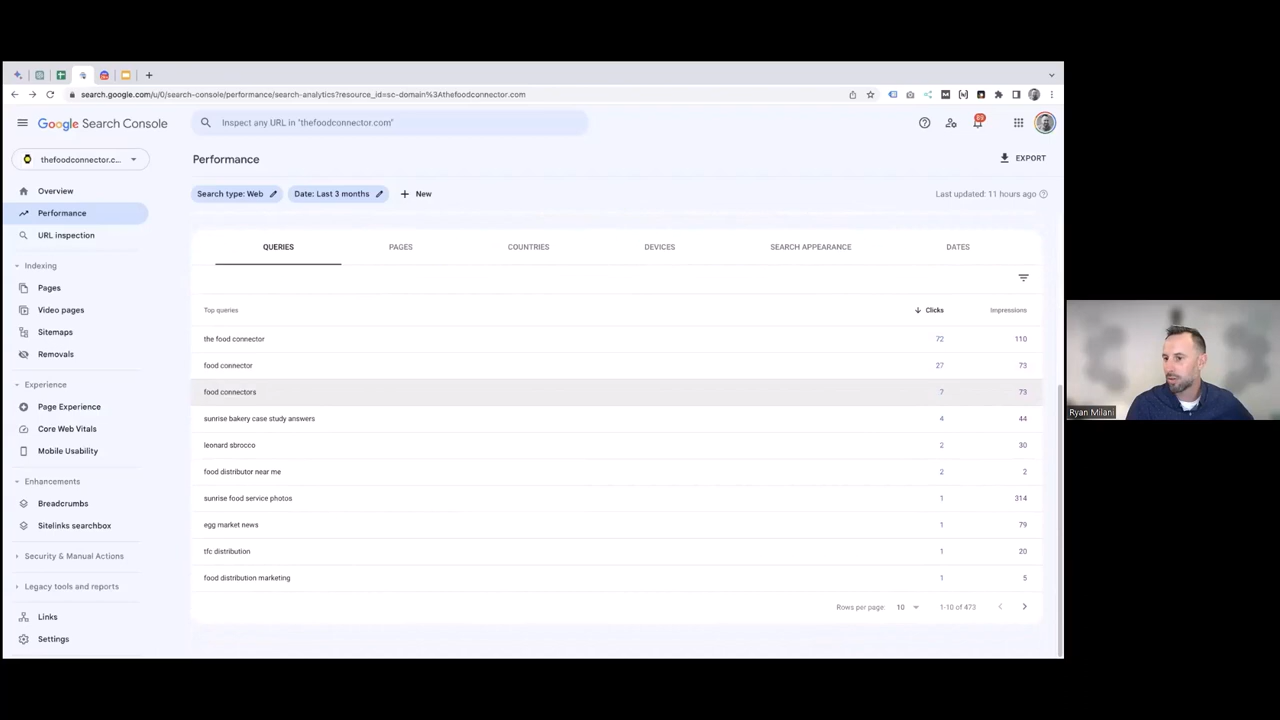 search.google.com/u/0/search-console/performance/search-analytics?resource_id=sc-domain%3Athefoodconnector.com
Google Search Console
Inspect any URL in "thefoodconnector.com"
89
thefoodconnector.c...
Performance
EXPORT
Search type: Web
Date: Last 3 months
New
Last updated: 11 hours ago
Overview
Performance
URL inspection
Indexing
Pages
Video pages
Sitemaps
Removals
Experience
Page Experience
Core Web Vitals
Mobile Usability
Enhancements
Breadcrumbs
Sitelinks searchbox
Security & Manual Actions
Legacy tools and reports
Links
Settings
QUERIES PAGES COUNTRIES DEVICES SEARCH APPEARANCE DATES
Top queries Clicks Impressions
the food connector 72 110
food connector 27 73
food connectors 7 73
sunrise bakery case study answers 4 44
leonard sbrocco 2 30
food distributor near me 2 2
sunrise food service photos 1 314
egg market news 1 79
tfc distribution 1 20
food distribution marketing 1 5
Rows per page: 10 1-10 of 473
Ryan Milani